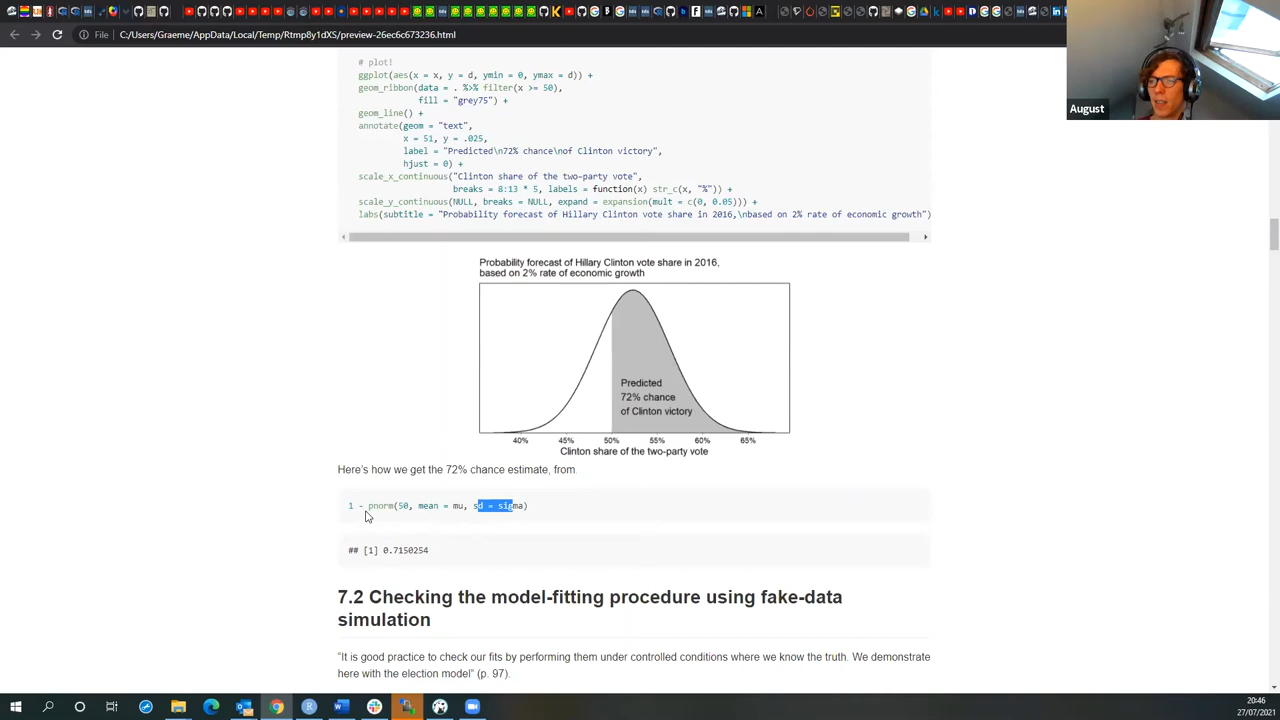 File | C:/Users/Graeme/AppData/Local/Temp/Rtmp8y1dXS/preview-26ec6c673236.html
August
# plot!
ggplot(aes(x = x, y = d, ymin = 0, ymax = d)) +
geom_ribbon(data = . %>% filter(x >= 50),
fill = "grey75") +
geom_line() +
annotate(geom = "text",
x = 51, y = .025,
label = "Predicted\n72% chance\nof Clinton victory",
hjust = 0) +
scale_x_continuous("Clinton share of the two-party vote",
breaks = 8:13 * 5, labels = function(x) str_c(x, "%")) +
scale_y_continuous(NULL, breaks = NULL, expand = expansion(mult = c(0, 0.05))) +
labs(subtitle = "Probability forecast of Hillary Clinton vote share in 2016,\nbased on 2% rate of economic growth")
Probability forecast of Hillary Clinton vote share in 2016,
based on 2% rate of economic growth
Predicted
72% chance
of Clinton victory
40% 45% 50% 55% 60% 65%
Clinton share of the two-party vote
Here's how we get the 72% chance estimate, from.
1 - pnorm(50, mean = mu, sd = sigma)
## [1] 0.7150254
7.2 Checking the model-fitting procedure using fake-data
simulation
“It is good practice to check our fits by performing them under controlled conditions where we know the truth. We demonstrate
here with the election model” (p. 97).
20:46
27/07/2021